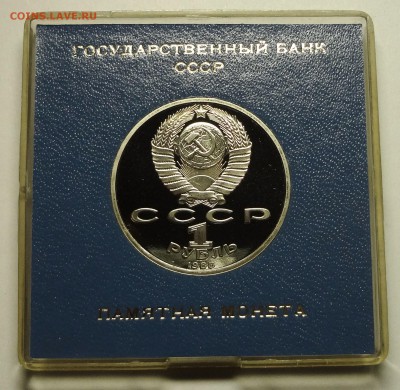 COINS.LAVE.RU
ГОСУДАРСТВЕННЫЙ БАНК
СССР
СССР
1
РУБЛЬ
ПАМЯТНАЯ МОНЕТА